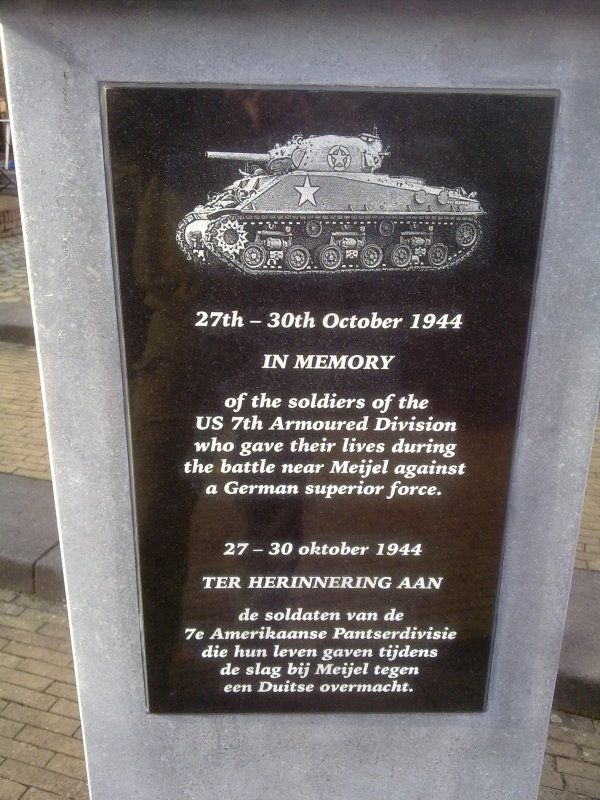 27th – 30th October 1944
IN MEMORY
of the soldiers of the
US 7th Armoured Division
who gave their lives during
the battle near Meijel against
a German superior force.
27 – 30 oktober 1944
TER HERINNERING AAN
de soldaten van de
7e Amerikaanse Pantserdivisie
die hun leven gaven tijdens
de slag bij Meijel tegen
een Duitse overmacht.